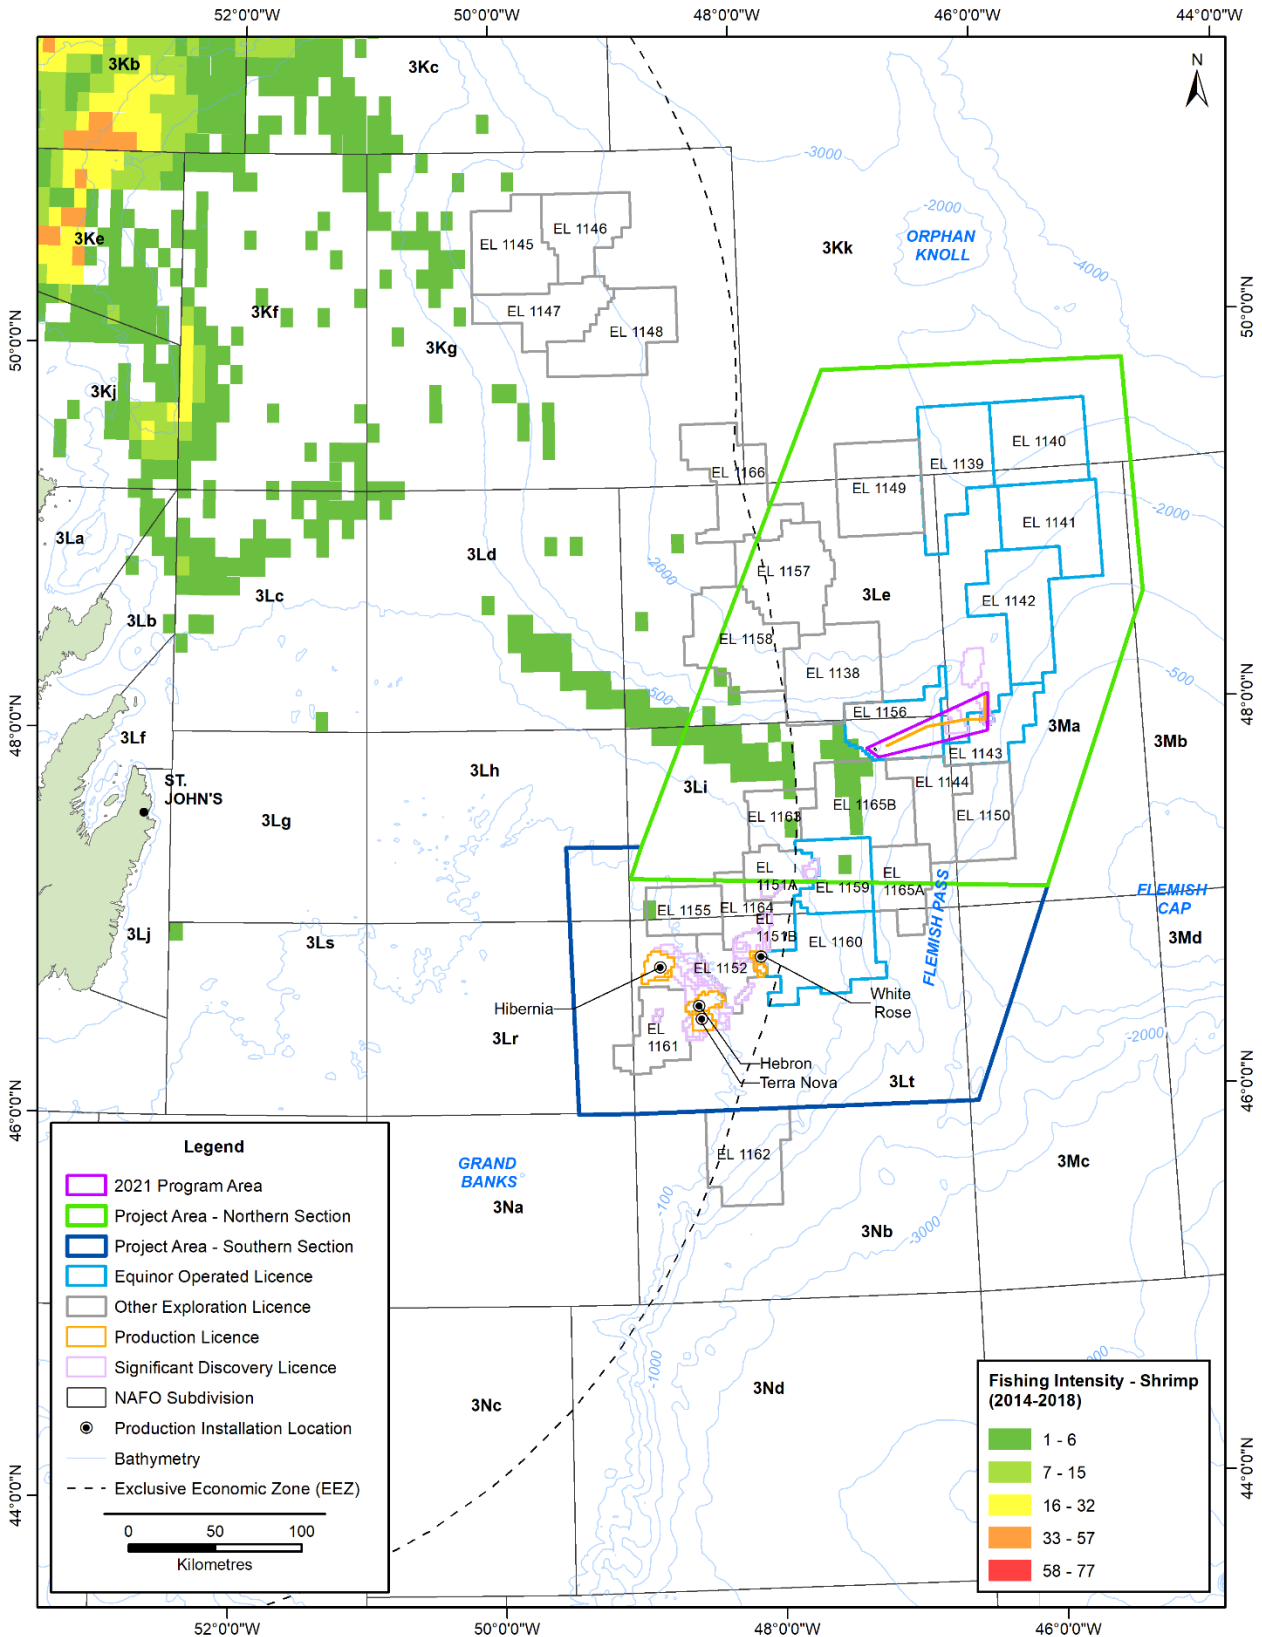 52°0'0"W
50°0'0"W
48°0'0"W
46°0'0"W
44°0'0"W
3Kb
3Kc
N
-3000
-2000
ORPHAN
KNOLL
-4000
3Ke
EL 1145
EL 1146
3Kk
3Kf
EL 1147
EL 1148
50°0'0"N
50°0'0"N
3Kg
3Kj
EL 1140
EL 1139
EL 1166
EL 1149
-2000
EL 1141
3La
3Ld
-2000
EL 1157
3Lc
3Le
EL 1142
3Lb
EL 1158
EL 1138
-500
-500
48°0'0"N
48°0'0"N
EL 1156
3Ma
3Mb
3Lf
EL 1143
ST.
JOHN'S
3Lh
3Li
EL 1144
3Lg
EL 1163
EL 1165B
EL 1150
EL
1151A
EL 1159
EL
1165A
FLEMISH PASS
FLEMISH
CAP
EL 1155
EL 1164
EL
1151B
3Lj
3Ls
EL 1160
3Md
EL 1152
Hibernia
White
Rose
3Lr
EL
1161
-2000
Hebron
Terra Nova
3Lt
46°0'0"N
46°0'0"N
EL 1162
3Mc
GRAND
BANKS
3Na
-100
3Nb
-3000
-1000
3Nc
3Nd
44°0'0"N
44°0'0"N
Legend
2021 Program Area
Project Area - Northern Section
Project Area - Southern Section
Equinor Operated Licence
Other Exploration Licence
Production Licence
Significant Discovery Licence
NAFO Subdivision
Production Installation Location
Bathymetry
Exclusive Economic Zone (EEZ)
0 50 100
Kilometres
Fishing Intensity - Shrimp
(2014-2018)
1 - 6
7 - 15
16 - 32
33 - 57
58 - 77
52°0'0"W
50°0'0"W
48°0'0"W
46°0'0"W